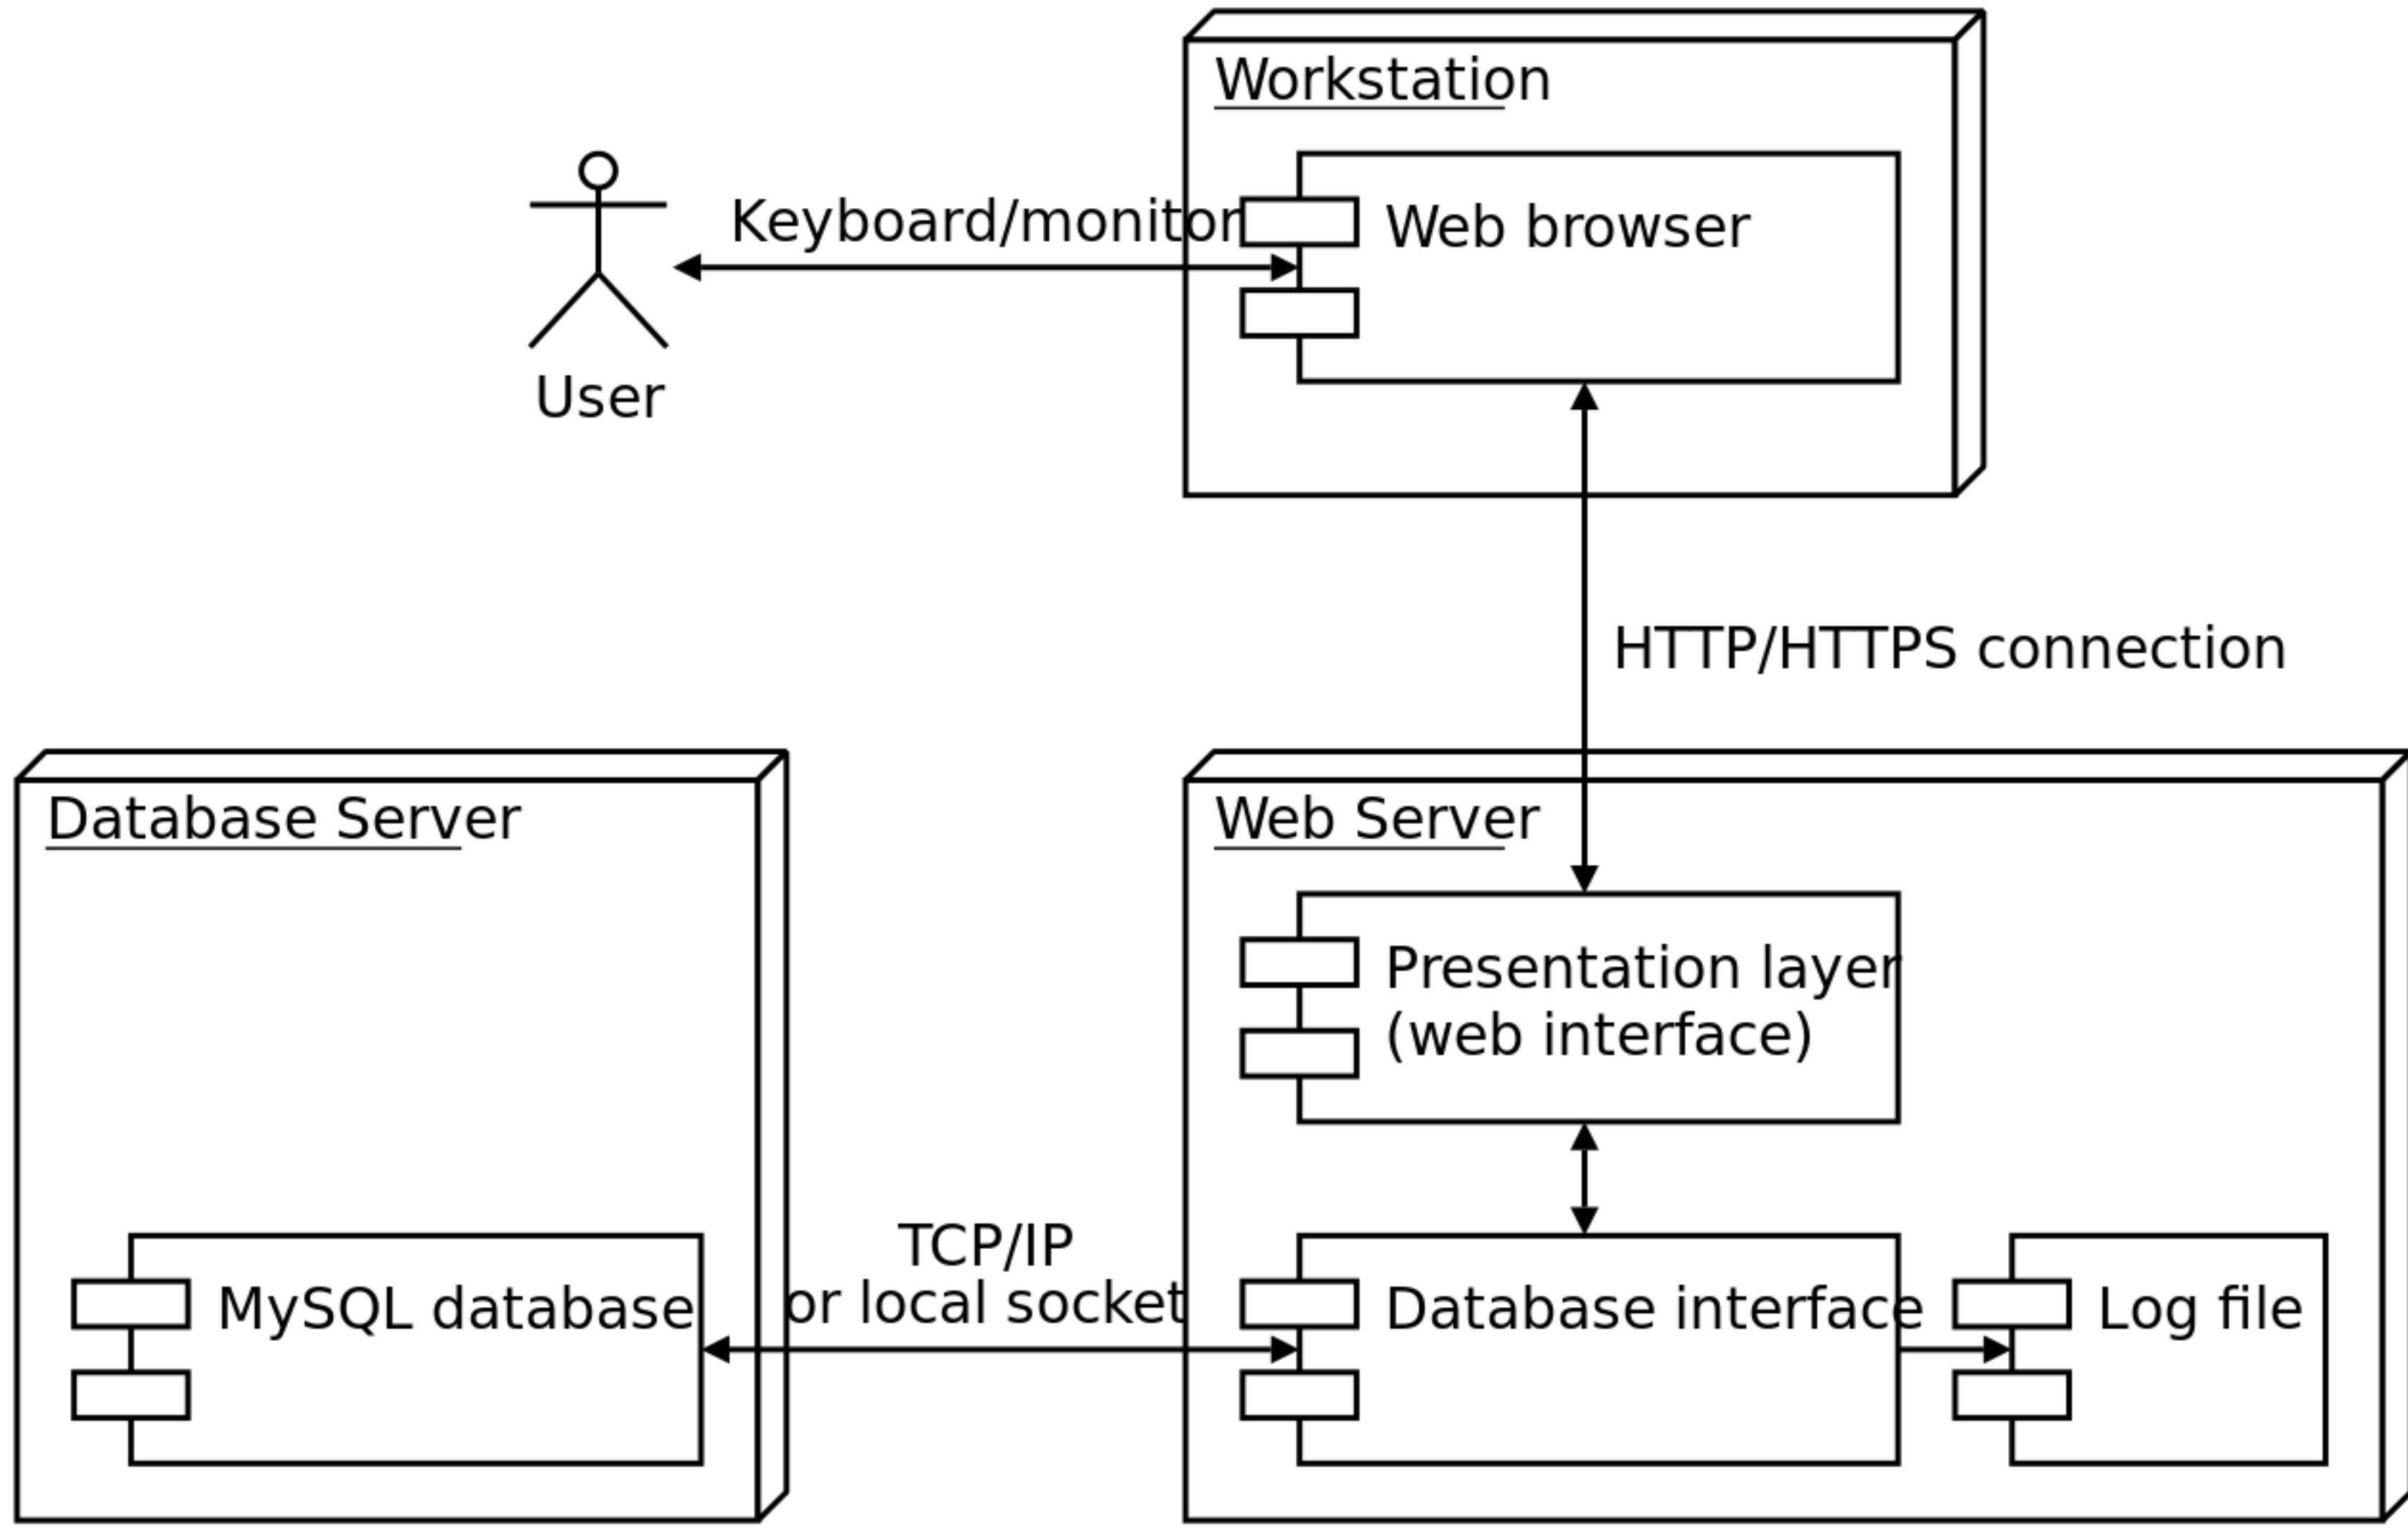 Workstation
Keyboard/monitor
Web browser
User
HTTP/HTTPS connection
Database Server
Web Server
Presentation layer
(web interface)
TCP/IP
or local socket
MySQL database
Database interface
Log file